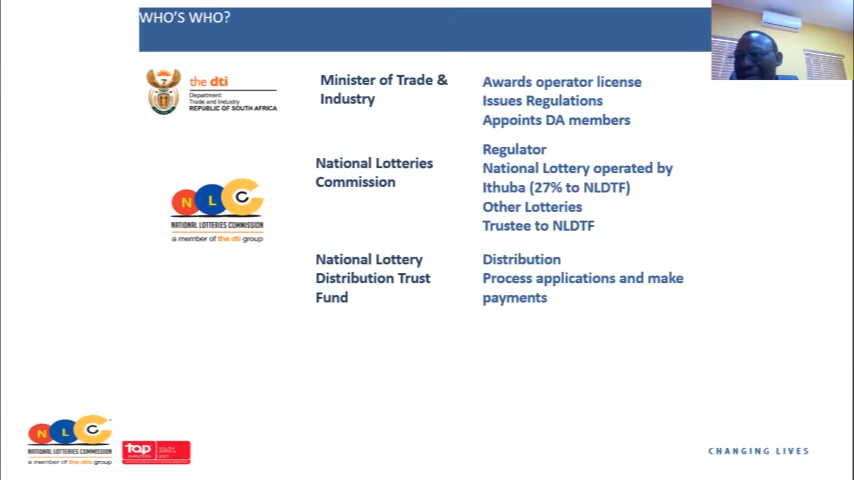 WHO'S WHO?
the dti
Department:
Trade and Industry
REPUBLIC OF SOUTH AFRICA
Minister of Trade &
Industry
Awards operator license
Issues Regulations
Appoints DA members
NLC
NATIONAL LOTTERIES COMMISSION
a member of the dti group
National Lotteries
Commission
Regulator
National Lottery operated by
Ithuba (27% to NLDTF)
Other Lotteries
Trustee to NLDTF
National Lottery
Distribution Trust
Fund
Distribution
Process applications and make
payments
NLC
NATIONAL LOTTERIES COMMISSION
a member of the dtic group
top
CHANGING LIVES